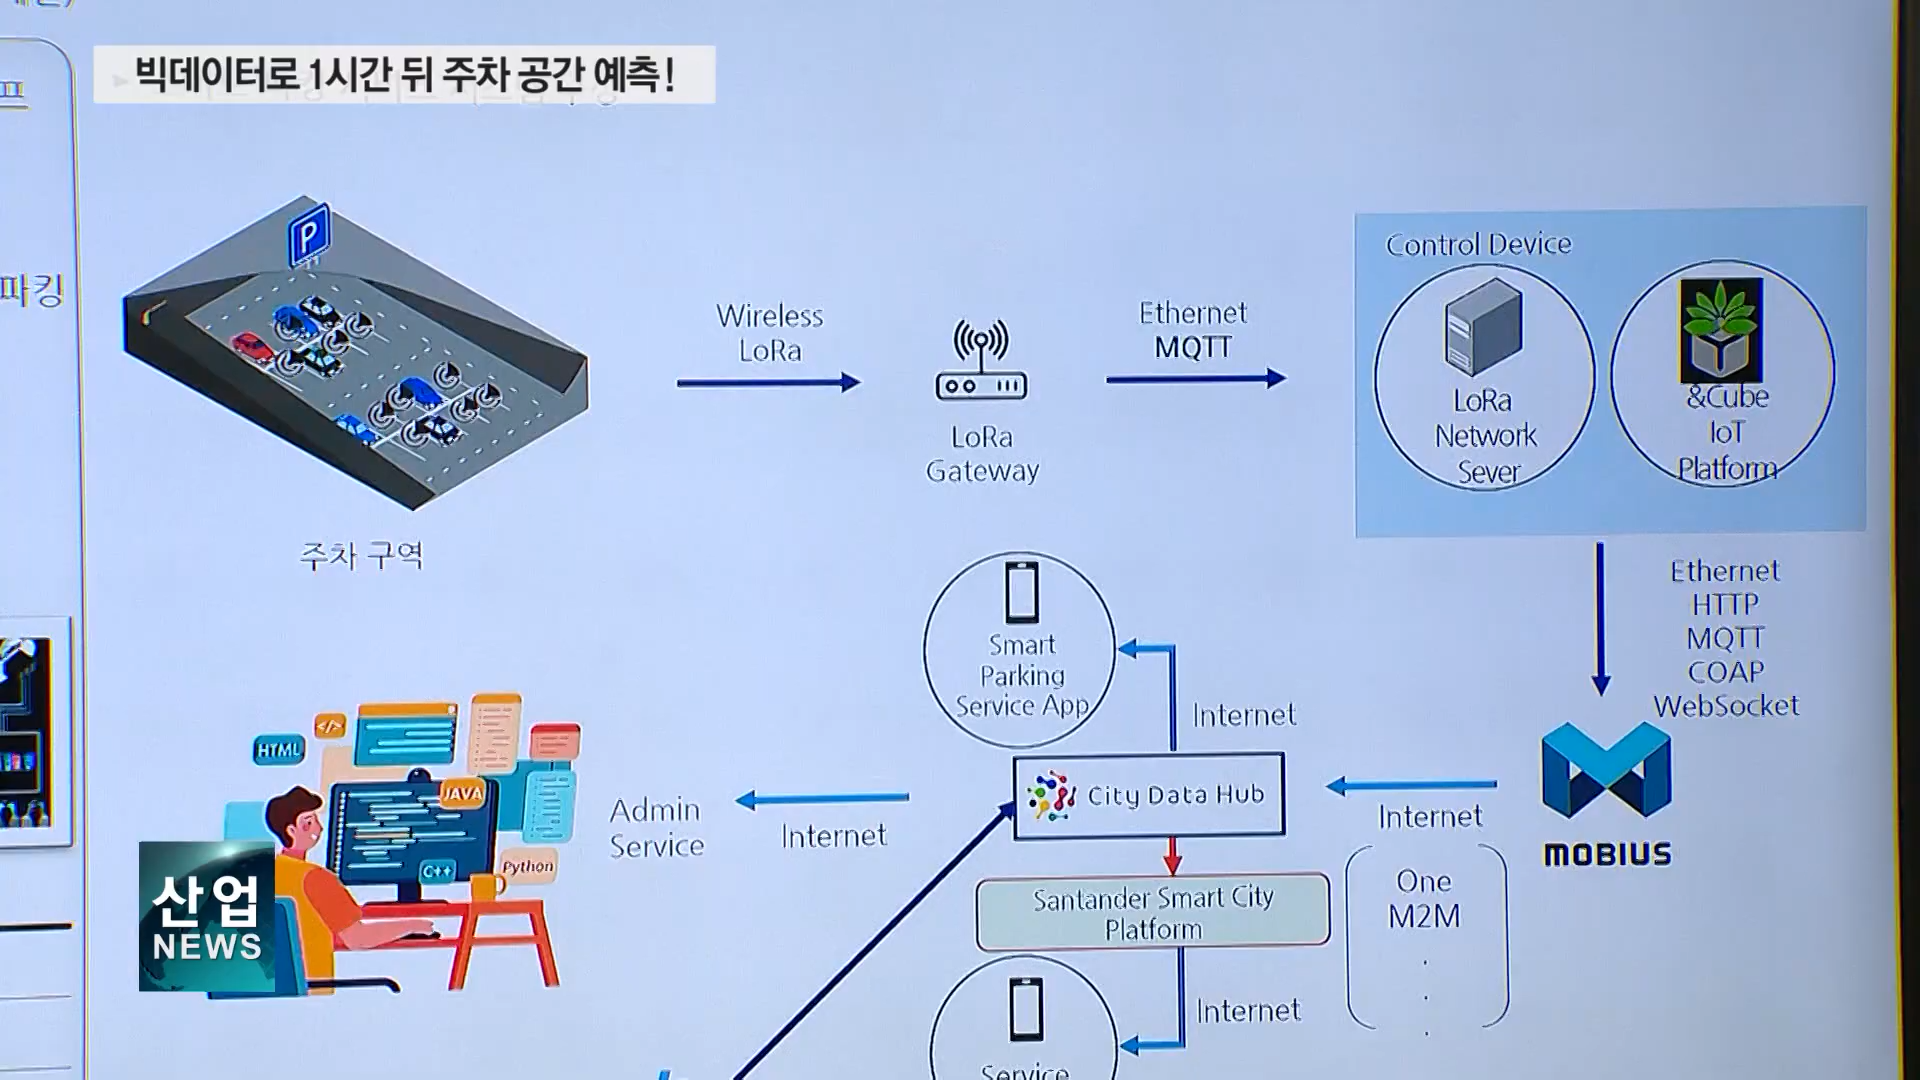 빅데이터로 1시간 뒤 주차 공간 예측!
파킹
P
주차 구역
Wireless
LoRa
LoRa
Gateway
Ethernet
MQTT
Control Device
LoRa
Network
Sever
&Cube
IoT
Platform
Ethernet
HTTP
MQTT
COAP
WebSocket
MOBIUS
Internet
One
M2M
.
.
.
Smart
Parking
Service App
Internet
City Data Hub
Santander Smart City
Platform
Internet
Service
Internet
Admin
Service
HTML
</>
JAVA
C++
Python
산업
NEWS